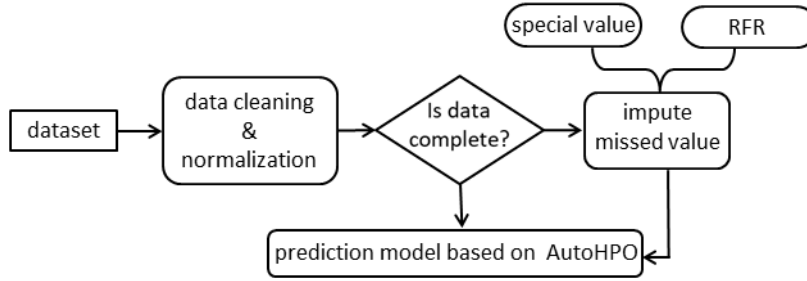 special value
RFR
dataset
data cleaning
&
normalization
Is data
complete?
impute
missed value
prediction model based on AutoHPO